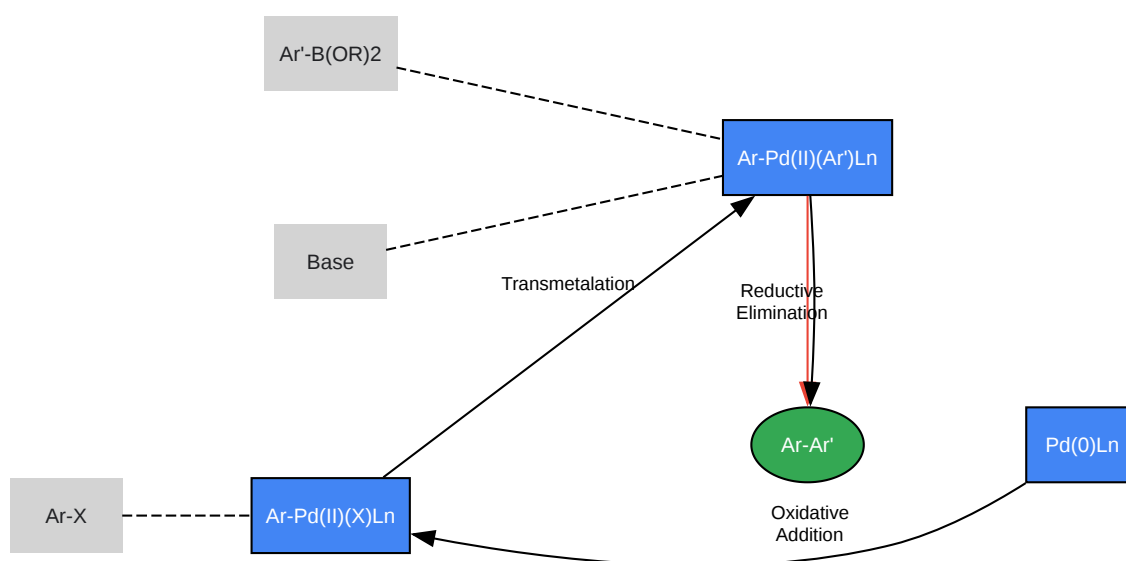 Ar'-B(OR)2
Ar-Pd(II)(Ar')Ln
Base
Transmetalation
Reductive
Elimination
Ar-Ar'
Pd(0)Ln
Ar-X
Ar-Pd(II)(X)Ln
Oxidative
Addition